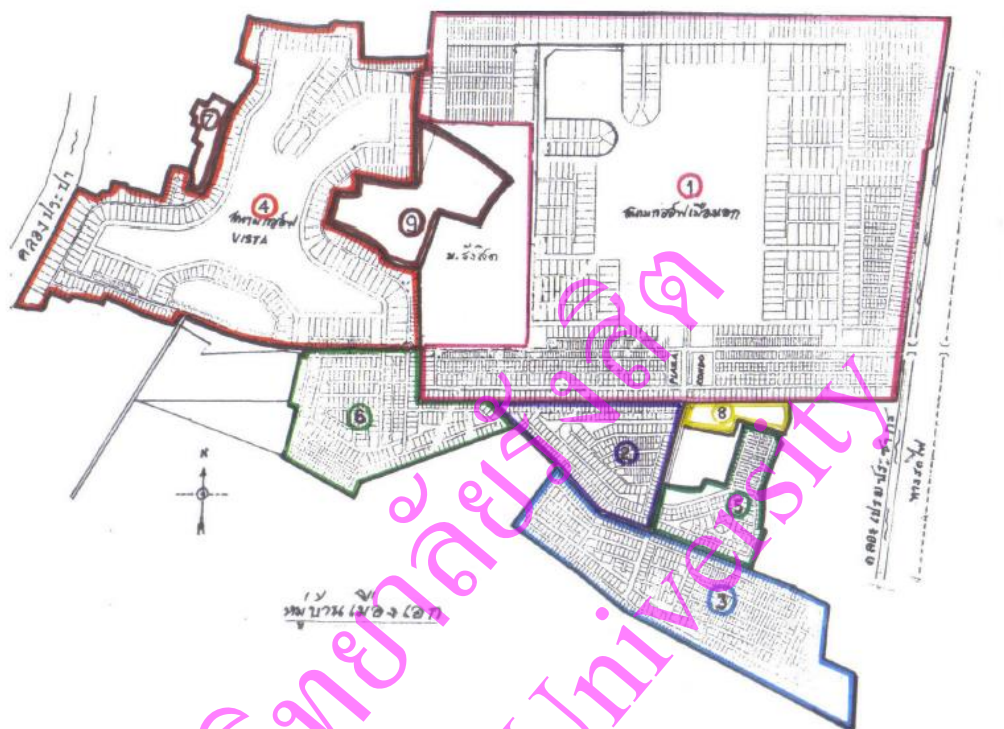 7
1
สนามกอล์ฟเมืองเอก
4
สนามกอล์ฟ
VISTA
9
ม. รังสิต
คลองประปา
PLAZA
CONDO
6
2
8
5
3
N
คลองเปรมประชากร
ทางรถไฟ
หมู่บ้านเมืองเอก
วิทยาลัยรังสิต
University